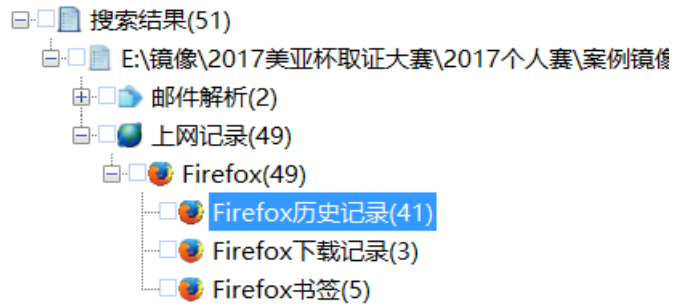 搜索结果(51)
E:\镜像\2017美亚杯取证大赛\2017个人赛\案例镜像
邮件解析(2)
上网记录(49)
Firefox(49)
Firefox历史记录(41)
Firefox下载记录(3)
Firefox书签(5)